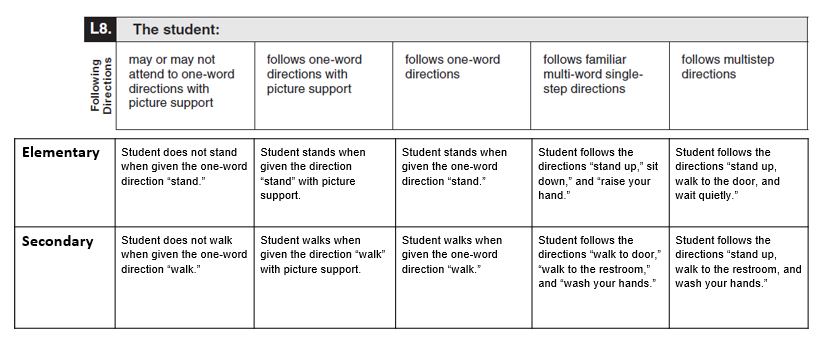 L8. The student:
Following
Directions
may or may not
attend to one-word
directions with
picture support
follows one-word
directions with
picture support
follows one-word
directions
follows familiar
multi-word single-
step directions
follows multistep
directions
Elementary
Student does not stand
when given the one-word
direction “stand.”
Student stands when
given the direction
“stand” with picture
support.
Student stands when
given the one-word
direction “stand.”
Student follows the
directions “stand up,” sit
down,” and “raise your
hand.”
Student follows the
directions “stand up,
walk to the door, and
wait quietly.”
Secondary
Student does not walk
when given the one-word
direction “walk.”
Student walks when
given the direction “walk”
with picture support.
Student walks when
given the one-word
direction “walk.”
Student follows the
directions “walk to door,”
“walk to the restroom,”
and “wash your hands.”
Student follows the
directions “stand up,
walk to the restroom, and
wash your hands.”